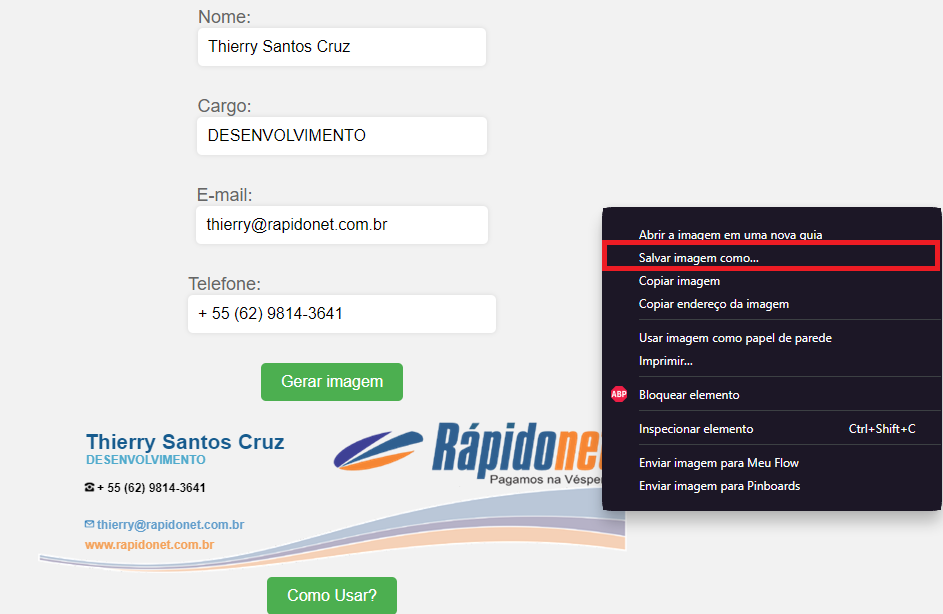 Nome:
Thierry Santos Cruz
Cargo:
DESENVOLVIMENTO
E-mail:
thierry@rapidonet.com.br
Telefone:
+ 55 (62) 9814-3641
Gerar imagem
Thierry Santos Cruz
DESENVOLVIMENTO
+ 55 (62) 9814-3641
thierry@rapidonet.com.br
www.rapidonet.com.br
Rápidonet
Pagamos na Véspe
Como Usar?
Abrir a imagem em uma nova guia
Salvar imagem como...
Copiar imagem
Copiar endereço da imagem
Usar imagem como papel de parede
Imprimir...
ABP
Bloquear elemento
Inspecionar elemento Ctrl+Shift+C
Enviar imagem para Meu Flow
Enviar imagem para Pinboards